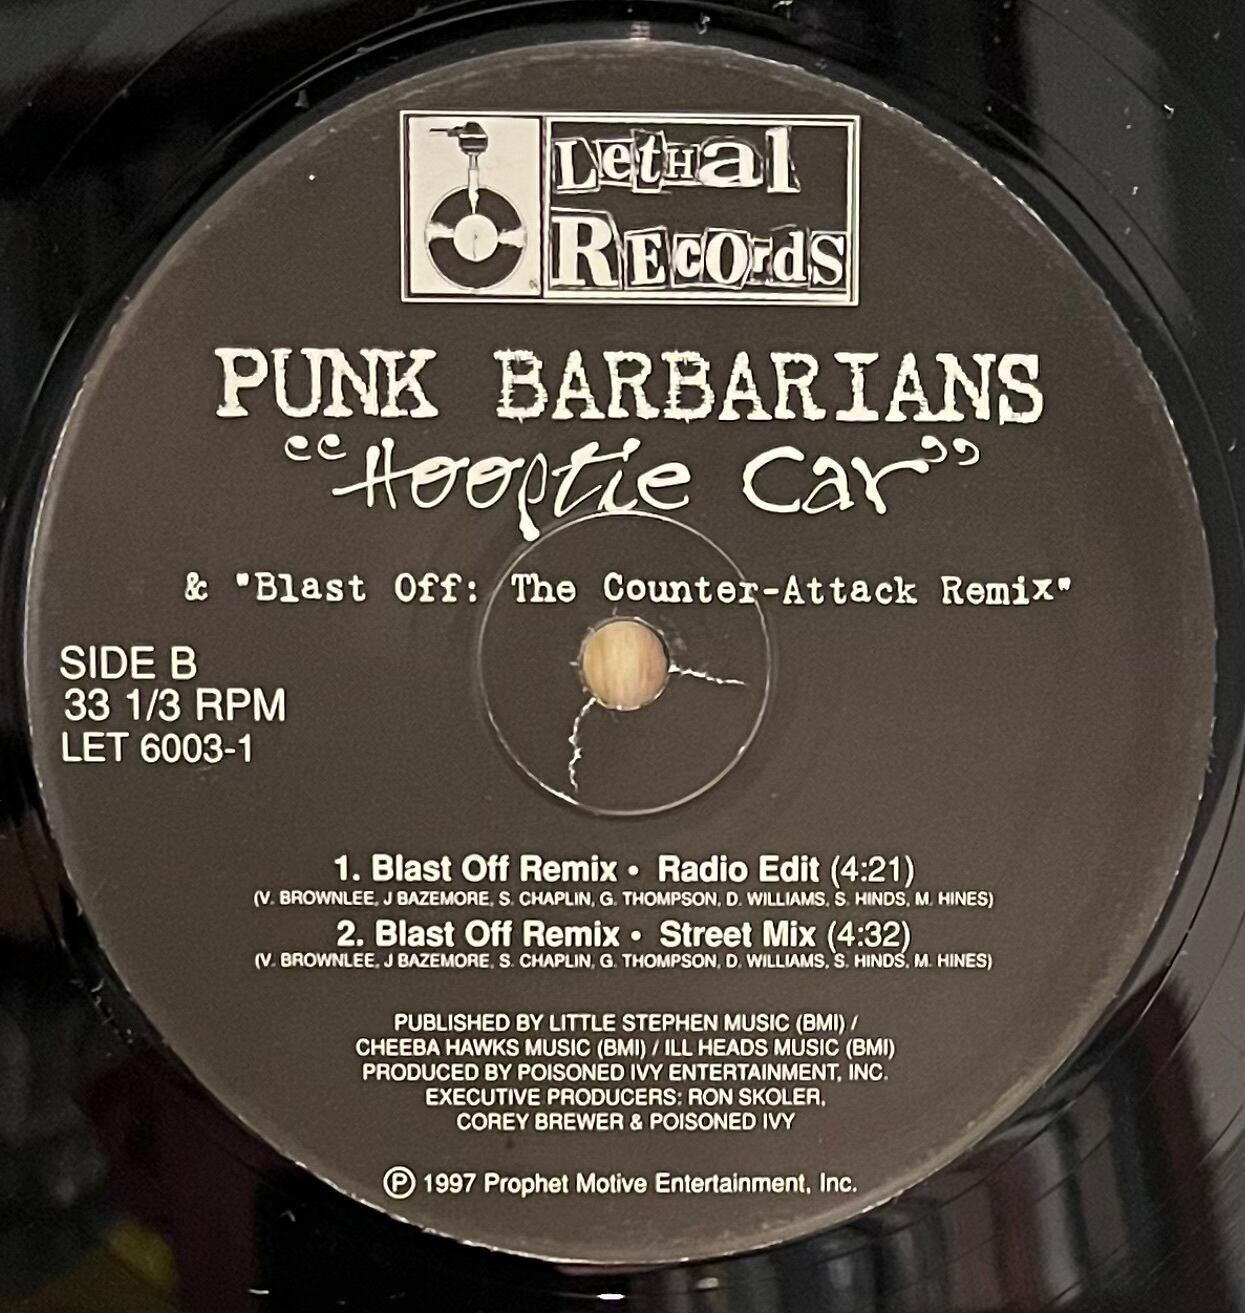 Lethal
Records
PUNK BARBARIANS
“Hooptie Car”
& "Blast Off: The Counter-Attack Remix"
SIDE B
33 1/3 RPM
LET 6003-1
1. Blast Off Remix • Radio Edit (4:21)
(V. BROWNLEE, J BAZEMORE, S. CHAPLIN, G. THOMPSON, D. WILLIAMS, S. HINDS, M. HINES)
2. Blast Off Remix • Street Mix (4:32)
(V. BROWNLEE, J BAZEMORE, S. CHAPLIN, G. THOMPSON, D. WILLIAMS, S. HINDS, M. HINES)
PUBLISHED BY LITTLE STEPHEN MUSIC (BMI) /
CHEEBA HAWKS MUSIC (BMI) / ILL HEADS MUSIC (BMI)
PRODUCED BY POISONED IVY ENTERTAINMENT, INC.
EXECUTIVE PRODUCERS: RON SKOLER,
COREY BREWER & POISONED IVY
℗ 1997 Prophet Motive Entertainment, Inc.